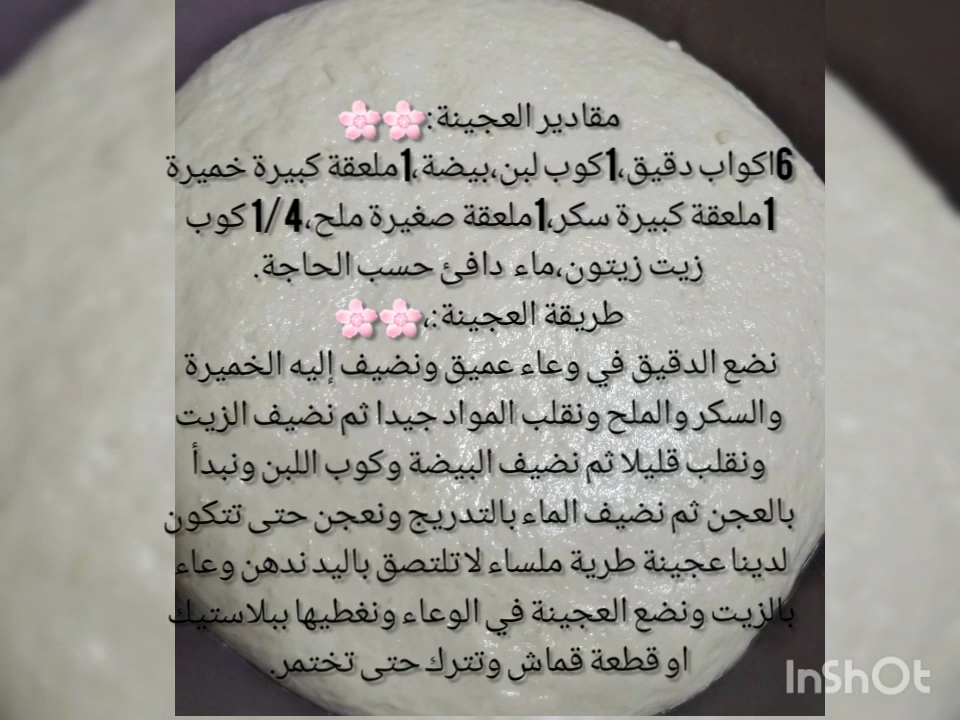 مقادير العجينة:🌸🌸
6اكواب دقيق،1كوب لبن،بيضة،1ملعقة كبيرة خميرة
1ملعقة كبيرة سكر،1ملعقة صغيرة ملح،1/4 كوب
زيت زيتون،ماء دافئ حسب الحاجة.
طريقة العجينة:،🌸🌸
نضع الدقيق في وعاء عميق ونضيف إليه الخميرة
والسكر والملح ونقلب المواد جيدا ثم نضيف الزيت
ونقلب قليلا ثم نضيف البيضة وكوب اللبن ونبدأ
بالعجن ثم نضيف الماء بالتدريج ونعجن حتى تتكون
لدينا عجينة طرية ملساء لاتلتصق باليد ندهن وعاء
بالزيت ونضع العجينة في الوعاء ونغطيها ببلاستيك
او قطعة قماش وتترك حتى تختمر.
InShOt